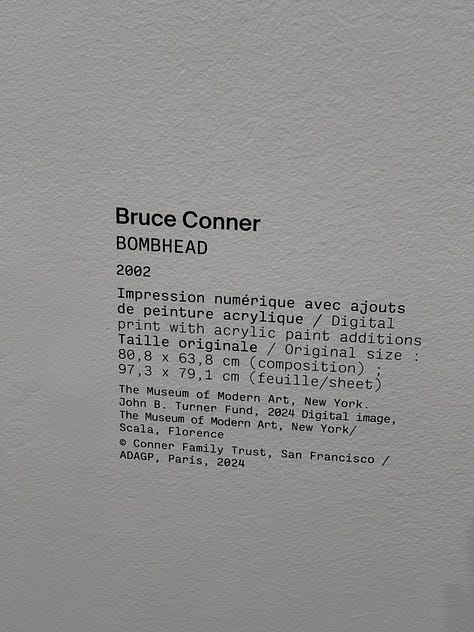 Bruce Conner
BOMBHEAD
2002
Impression numérique avec ajouts
de peinture acrylique / Digital
print with acrylic paint additions
Taille originale / Original size :
80,8 x 63,8 cm (composition) ;
97,3 x 79,1 cm (feuille/sheet)
The Museum of Modern Art, New York.
John B. Turner Fund, 2024 Digital image,
The Museum of Modern Art, New York/
Scala, Florence
© Conner Family Trust, San Francisco /
ADAGP, Paris, 2024